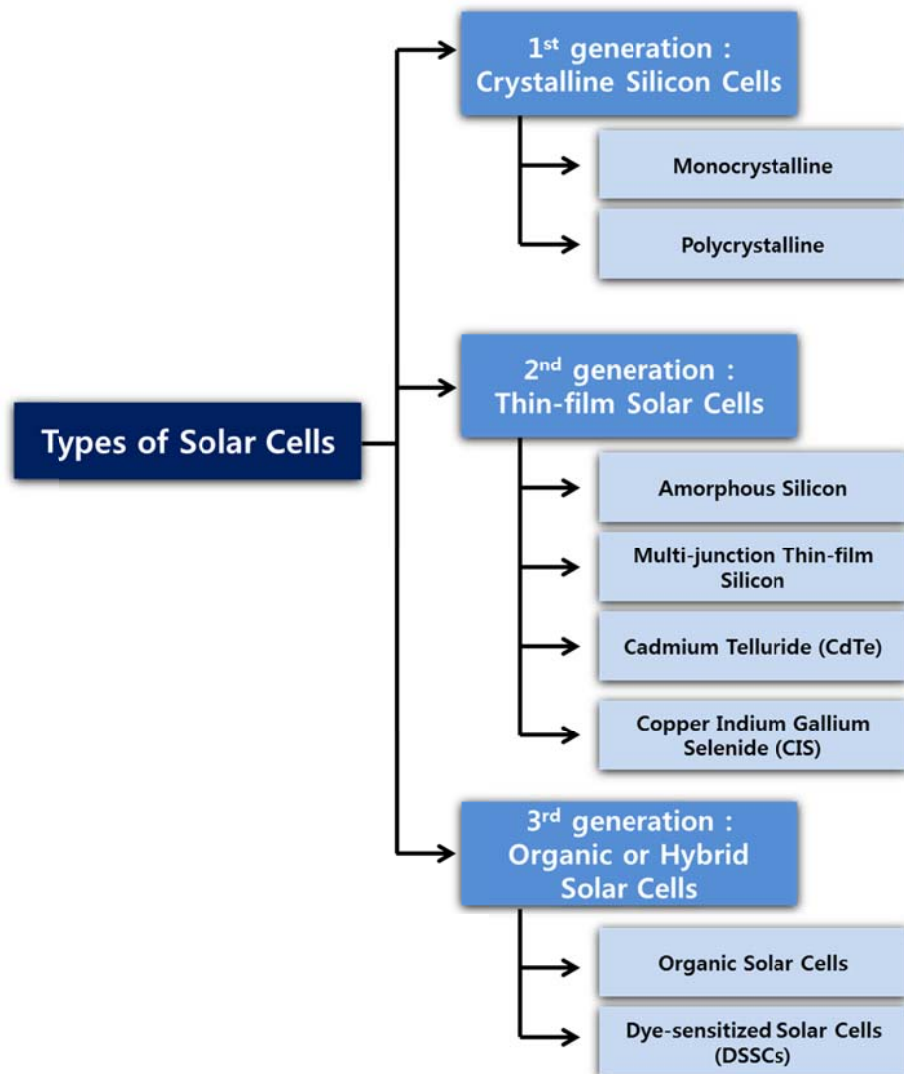 1st generation :
Crystalline Silicon Cells
Monocrystalline
Polycrystalline
2nd generation :
Thin-film Solar Cells
Types of Solar Cells
Amorphous Silicon
Multi-junction Thin-film
Silicon
Cadmium Telluride (CdTe)
Copper Indium Gallium
Selenide (CIS)
3rd generation :
Organic or Hybrid
Solar Cells
Organic Solar Cells
Dye-sensitized Solar Cells
(DSSCs)